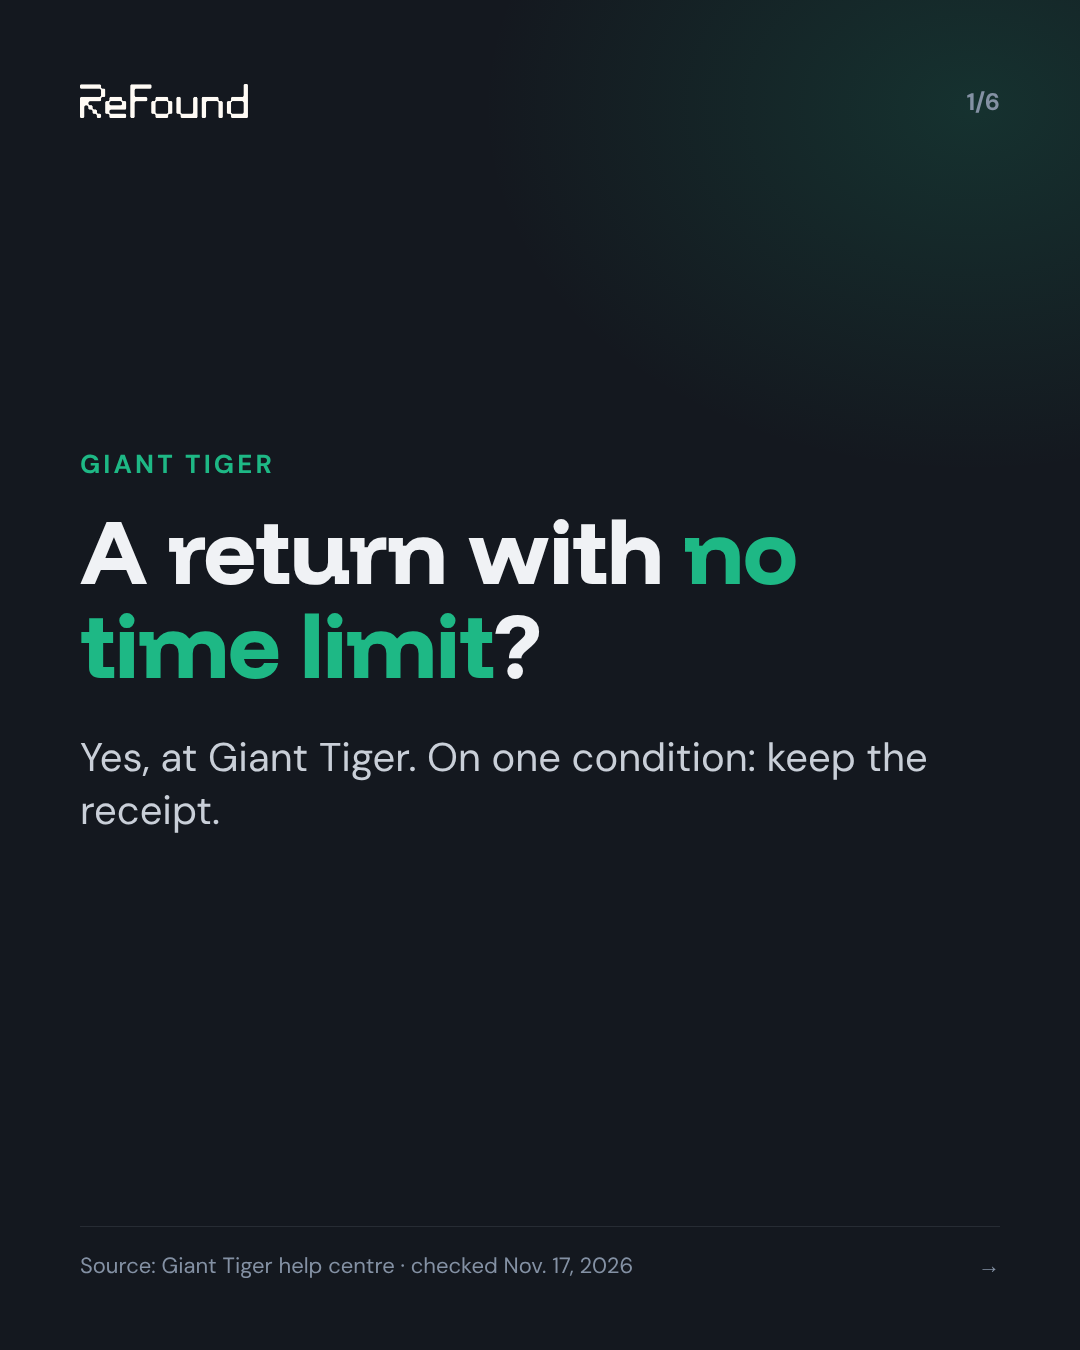 ReFound
1/6
GIANT TIGER
A return with no
time limit?
Yes, at Giant Tiger. On one condition: keep the
receipt.
Source: Giant Tiger help centre · checked Nov. 17, 2026
→